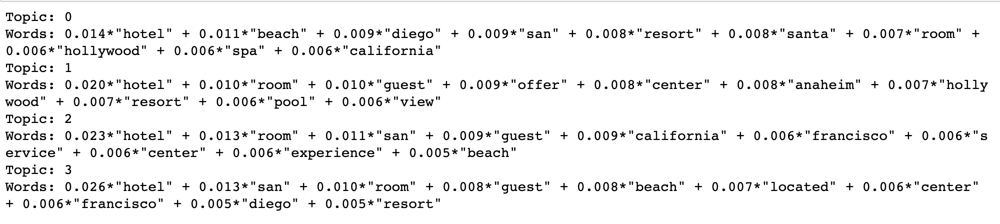 Topic: 0
Words: 0.014*"hotel" + 0.011*"beach" + 0.009*"diego" + 0.009*"san" + 0.008*"resort" + 0.008*"santa" + 0.007*"room" +
0.006*"hollywood" + 0.006*"spa" + 0.006*"california"
Topic: 1
Words: 0.020*"hotel" + 0.010*"room" + 0.010*"guest" + 0.009*"offer" + 0.008*"center" + 0.008*"anaheim" + 0.007*"holly
wood" + 0.007*"resort" + 0.006*"pool" + 0.006*"view"
Topic: 2
Words: 0.023*"hotel" + 0.013*"room" + 0.011*"san" + 0.009*"guest" + 0.009*"california" + 0.006*"francisco" + 0.006*"s
ervice" + 0.006*"center" + 0.006*"experience" + 0.005*"beach"
Topic: 3
Words: 0.026*"hotel" + 0.013*"san" + 0.010*"room" + 0.008*"guest" + 0.008*"beach" + 0.007*"located" + 0.006*"center"
+ 0.006*"francisco" + 0.005*"diego" + 0.005*"resort"